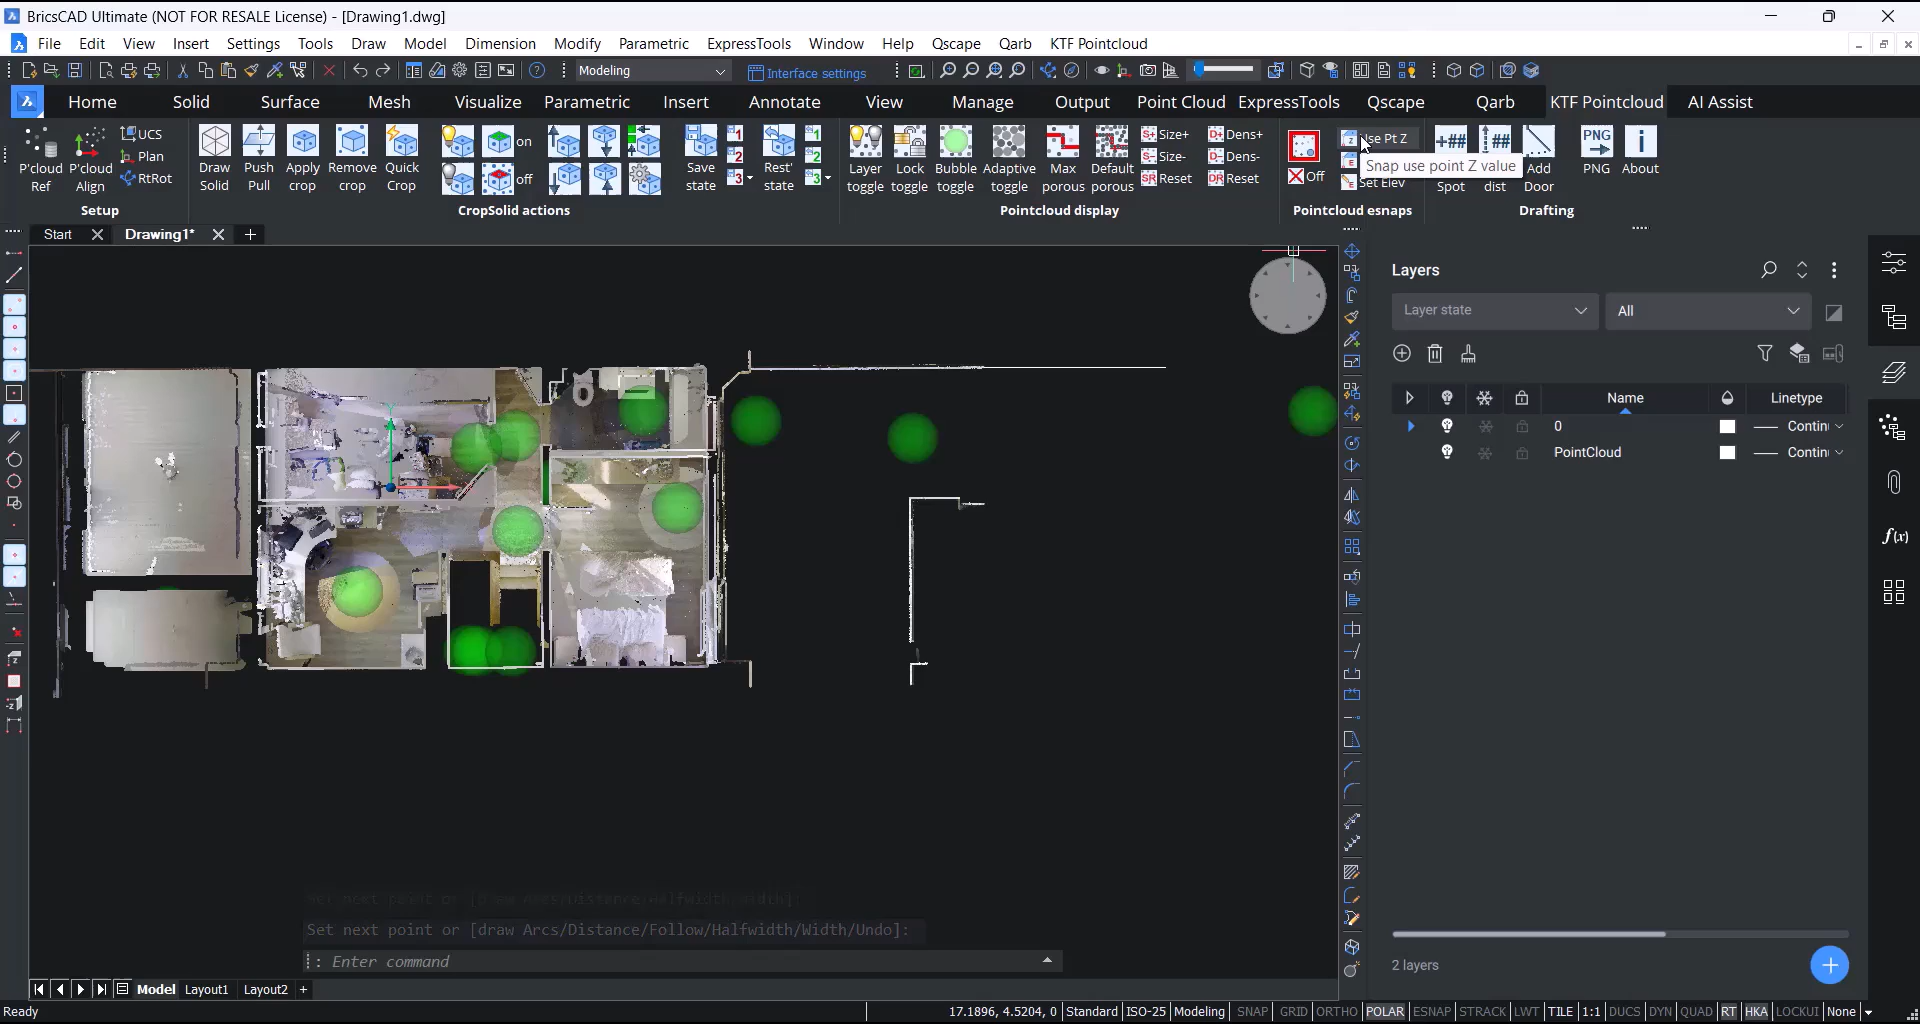 BricsCAD Ultimate (NOT FOR RESALE License) - [Drawing1.dwg]
File Edit View Insert Settings Tools Draw Model Dimension Modify Parametric ExpressTools Window Help Qscape Qarb KTF Pointcloud
Modeling Interface settings
Home Solid Surface Mesh Visualize Parametric Insert Annotate View Manage Output Point Cloud ExpressTools Qscape Qarb KTF Pointcloud AI Assist
UCS on 1 1 Size+ Dens+ Use Pt Z PNG
P'cloud Ref P'cloud Align Plan RtRot Draw Solid Push Pull Apply crop Remove crop Quick Crop off Save state 2 3 Rest' state 2 3 Layer toggle Lock toggle Bubble toggle Adaptive toggle Max porous Default porous Size- Reset Dens- Reset Off Snap use point Z value Set Elev Spot dist Add Door PNG About
Setup CropSolid actions Pointcloud display Pointcloud esnaps Drafting
Start Drawing1*
Layers
Layer state All
Name Linetype
0 Contin
PointCloud Contin
Set next point or [draw Arcs/Distance/Follow/Halfwidth/Width/Undo]:
: Enter command
2 layers
Model Layout1 Layout2 +
Ready 17.1896, 4.5204, 0 Standard ISO-25 Modeling SNAP GRID ORTHO POLAR ESNAP STRACK LWT TILE 1:1 DUCS DYN QUAD RT HKA LOCKUI None